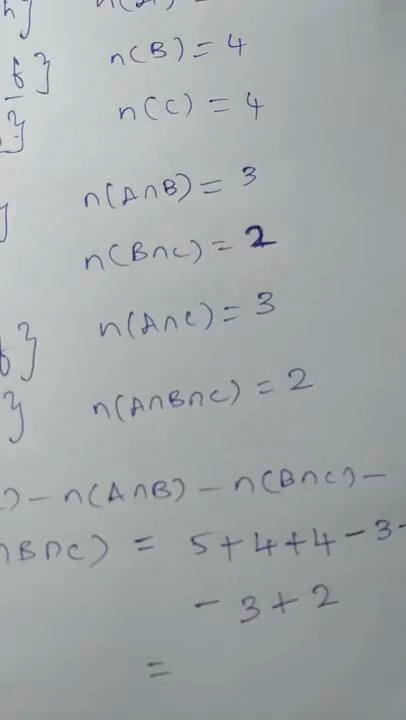 n(B) = 4
f}
n(C) = 4
n(A∩B) = 3
n(B∩C) = 2
n(A∩C) = 3
}
n(A∩B∩C) = 2
}
) - n(A∩B) - n(B∩C) -
∩B∩C) = 5+4+4-3-
- 3+2
=